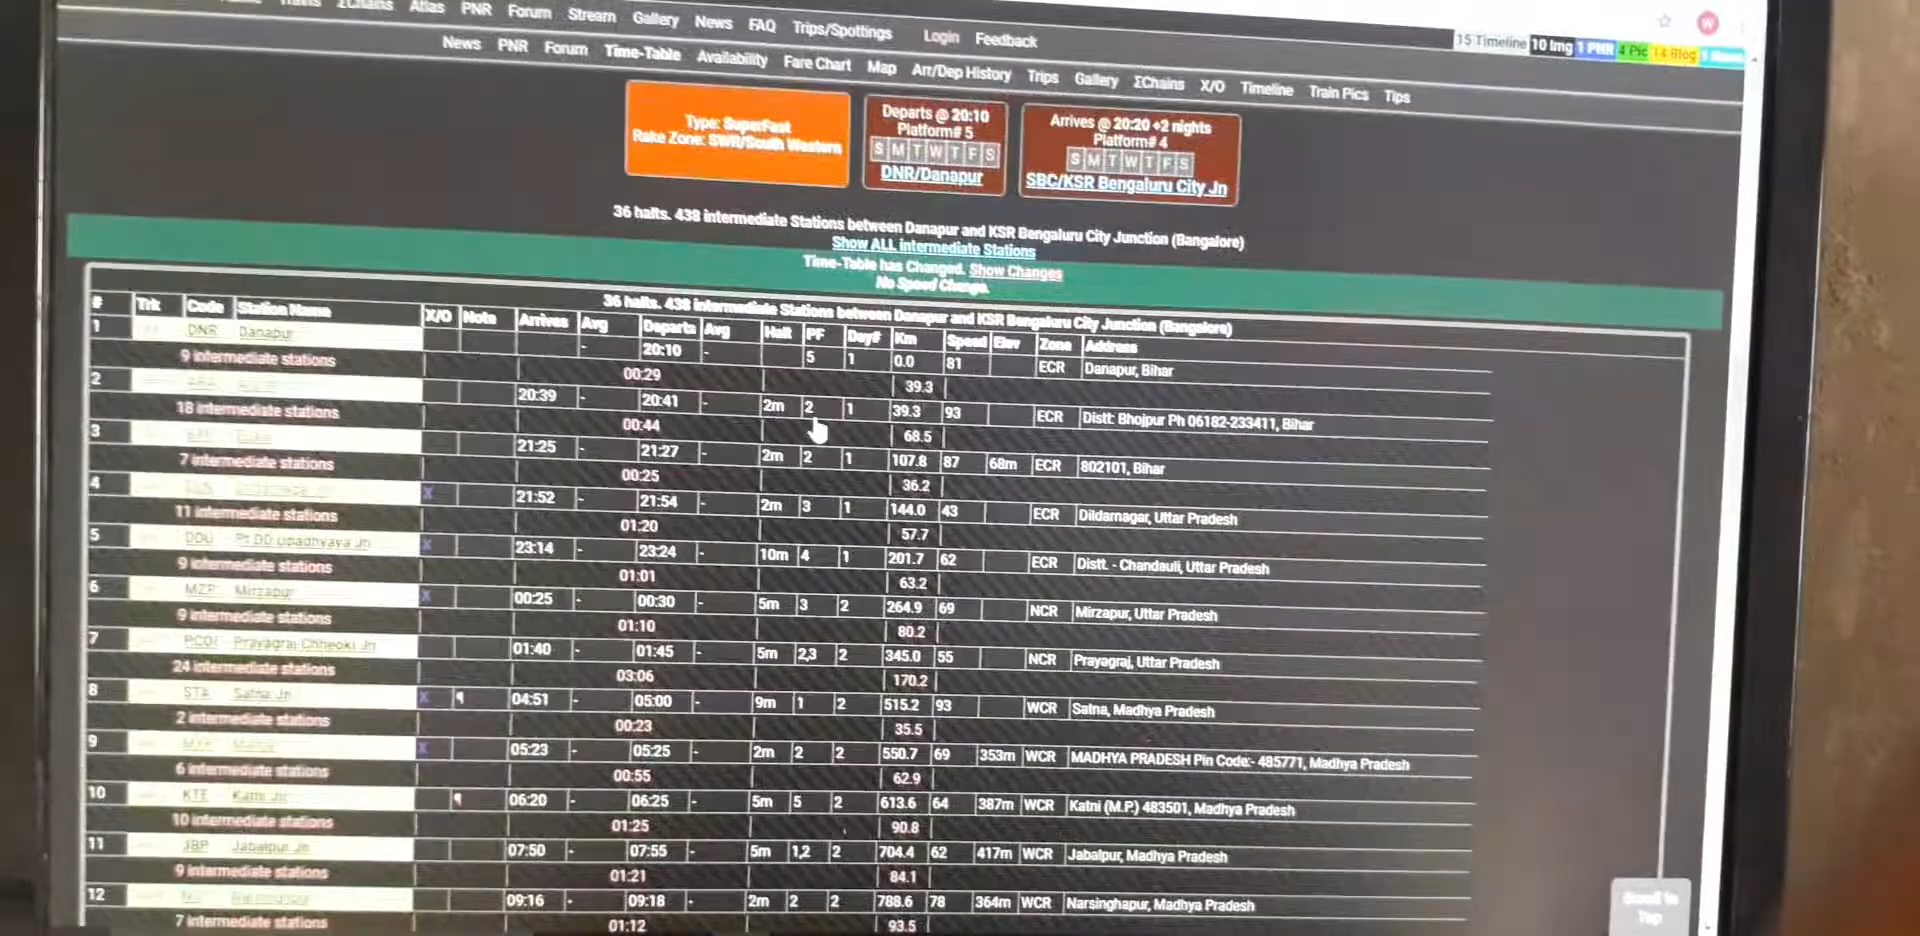 Trains ΣChains Atlas PNR Forum Stream Gallery News FAQ Trips/Spottings Login Feedback
W
15 Timeline 10 Img 1 PNR 4 Pic 14 Blog 1 News
News PNR Forum Time-Table Availability Fare Chart Map Arr/Dep History Trips Gallery ΣChains X/O Timeline Train Pics Tips
Type: SuperFast
Rake Zone: SWR/South Western
Departs @ 20:10
Platform# 5
S M T W T F S
DNR/Danapur
Arrives @ 20:20 +2 nights
Platform# 4
S M T W T F S
SBC/KSR Bengaluru City Jn
36 halts. 438 intermediate Stations between Danapur and KSR Bengaluru City Junction (Bangalore)
Show ALL intermediate Stations
Time-Table has Changed. Show Changes
No Speed Change.
36 halts. 438 intermediate Stations between Danapur and KSR Bengaluru City Junction (Bangalore)
# Trk Code Station Name X/O Note Arrives Avg Departs Avg Halt PF Day# Km Speed Elev Zone Address
1 DNR Danapur - 20:10 - 5 1 0.0 81 ECR Danapur, Bihar
9 intermediate stations 00:29 39.3
2 20:39 - 20:41 - 2m 2 1 39.3 93 ECR Distt: Bhojpur Ph 06182-233411, Bihar
18 intermediate stations 00:44 68.5
3 21:25 - 21:27 - 2m 2 1 107.8 87 68m ECR 802101, Bihar
7 intermediate stations 00:25 36.2
4 X 21:52 - 21:54 - 2m 3 1 144.0 43 ECR Dildarnagar, Uttar Pradesh
11 intermediate stations 01:20 57.7
5 DDU Pt DD Upadhyaya Jn X 23:14 - 23:24 - 10m 4 1 201.7 62 ECR Distt. - Chandauli, Uttar Pradesh
9 intermediate stations 01:01 63.2
6 MZP Mirzapur X 00:25 - 00:30 - 5m 3 2 264.9 69 NCR Mirzapur, Uttar Pradesh
9 intermediate stations 01:10 80.2
7 PCOI Prayagraj Chheoki Jn 01:40 - 01:45 - 5m 2,3 2 345.0 55 NCR Prayagraj, Uttar Pradesh
24 intermediate stations 03:06 170.2
8 STA Satna Jn X ¶ 04:51 - 05:00 - 9m 1 2 515.2 93 WCR Satna, Madhya Pradesh
2 intermediate stations 00:23 35.5
9 X 05:23 - 05:25 - 2m 2 2 550.7 69 353m WCR MADHYA PRADESH Pin Code:- 485771, Madhya Pradesh
6 intermediate stations 00:55 62.9
10 KTE Katni Jn ¶ 06:20 - 06:25 - 5m 5 2 613.6 64 387m WCR Katni (M.P.) 483501, Madhya Pradesh
10 intermediate stations 01:25 90.8
11 JBP Jabalpur Jn 07:50 - 07:55 - 5m 1,2 2 704.4 62 417m WCR Jabalpur, Madhya Pradesh
9 intermediate stations 01:21 84.1
12 09:16 - 09:18 - 2m 2 2 788.6 78 364m WCR Narsinghapur, Madhya Pradesh
7 intermediate stations 01:12 93.5
Scroll to
Top